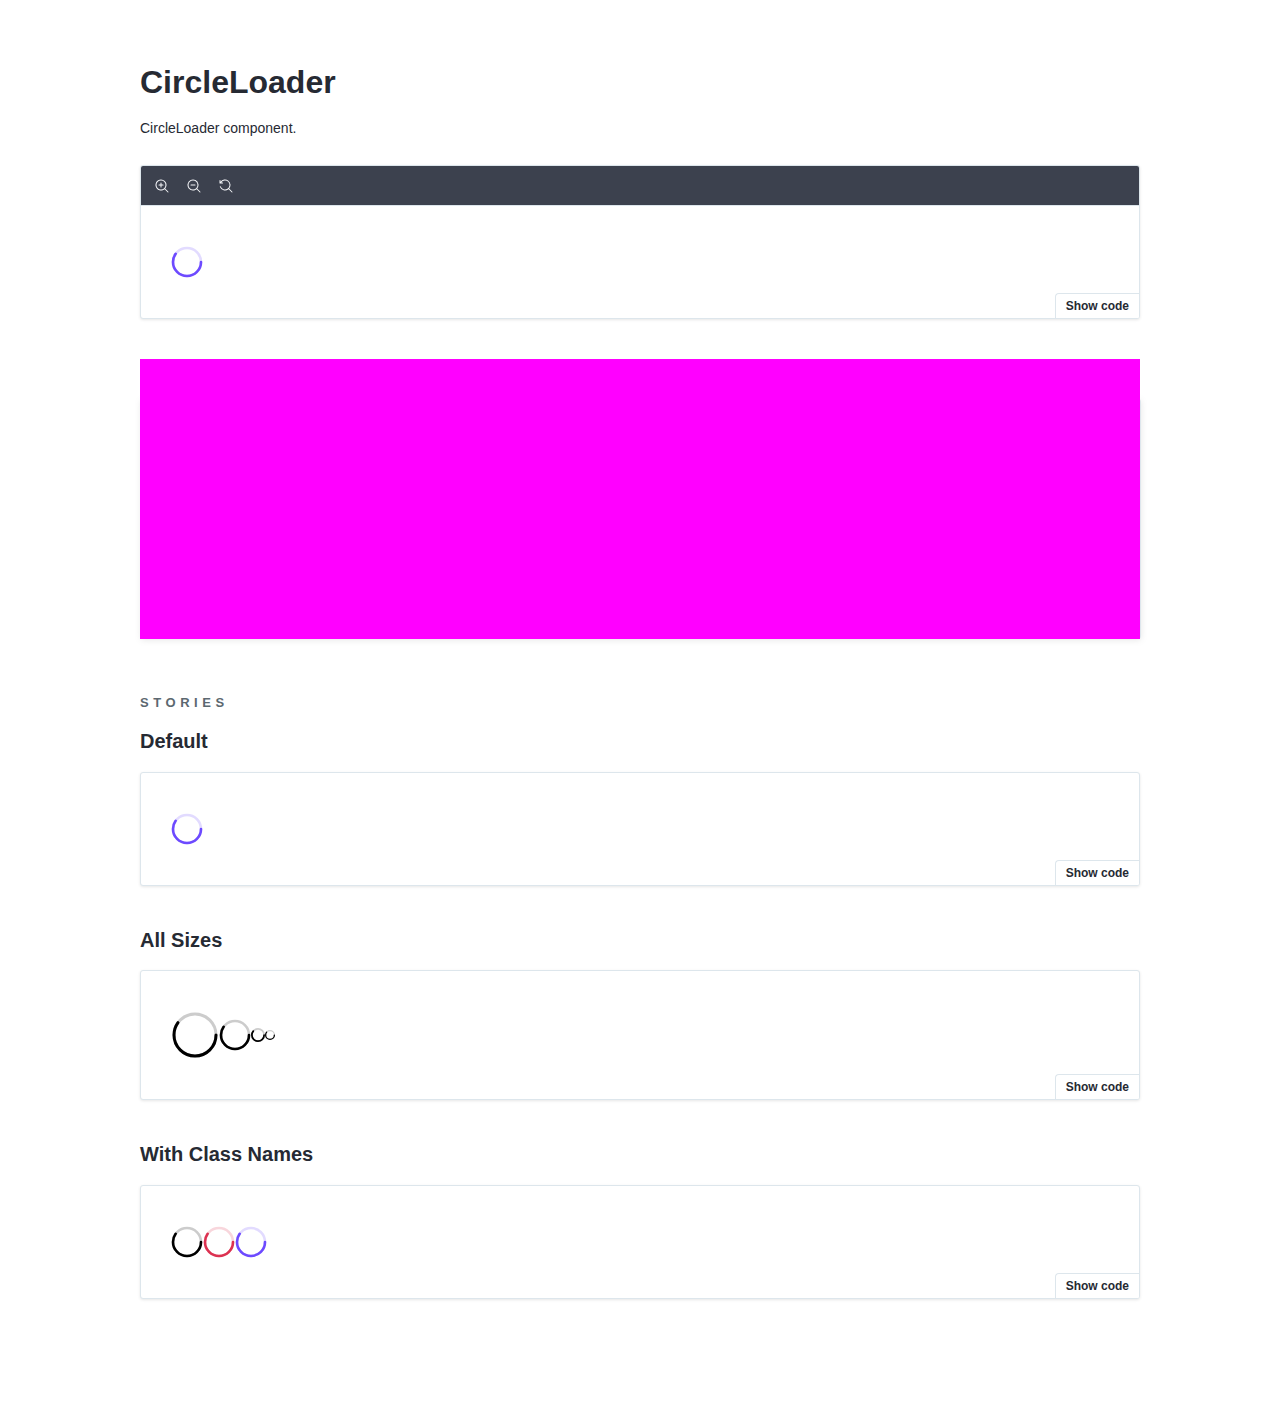 CircleLoader
CircleLoader component.
Show code
STORIES
Default
Show code
All Sizes
Show code
With Class Names
Show code